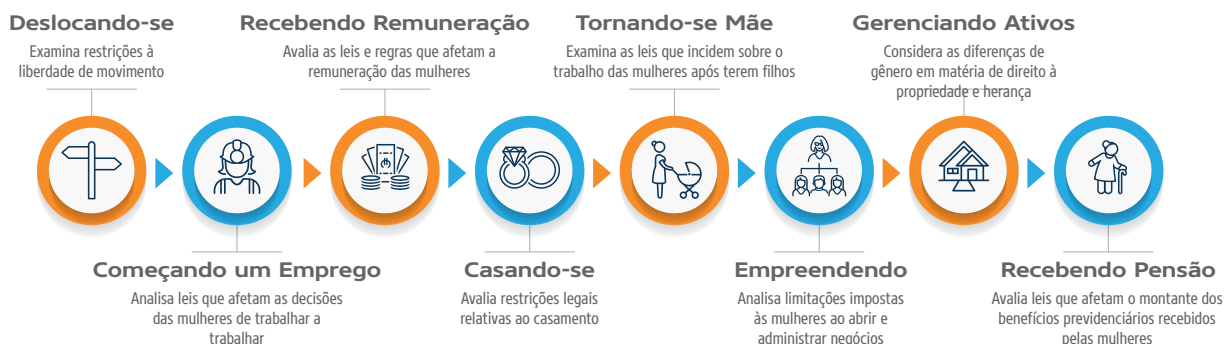 Deslocando-se
Examina restrições à
liberdade de movimento
Recebendo Remuneração
Avalia as leis e regras que afetam a
remuneração das mulheres
Tornando-se Mãe
Examina as leis que incidem sobre o
trabalho das mulheres após terem filhos
Gerenciando Ativos
Considera as diferenças de
gênero em matéria de direito à
propriedade e herança
Começando um Emprego
Analisa leis que afetam as decisões
das mulheres de trabalhar a
trabalhar
Casando-se
Avalia restrições legais
relativas ao casamento
Empreendendo
Analisa limitações impostas
às mulheres ao abrir e
administrar negócios
Recebendo Pensão
Avalia leis que afetam o montante dos
benefícios previdenciários recebidos
pelas mulheres